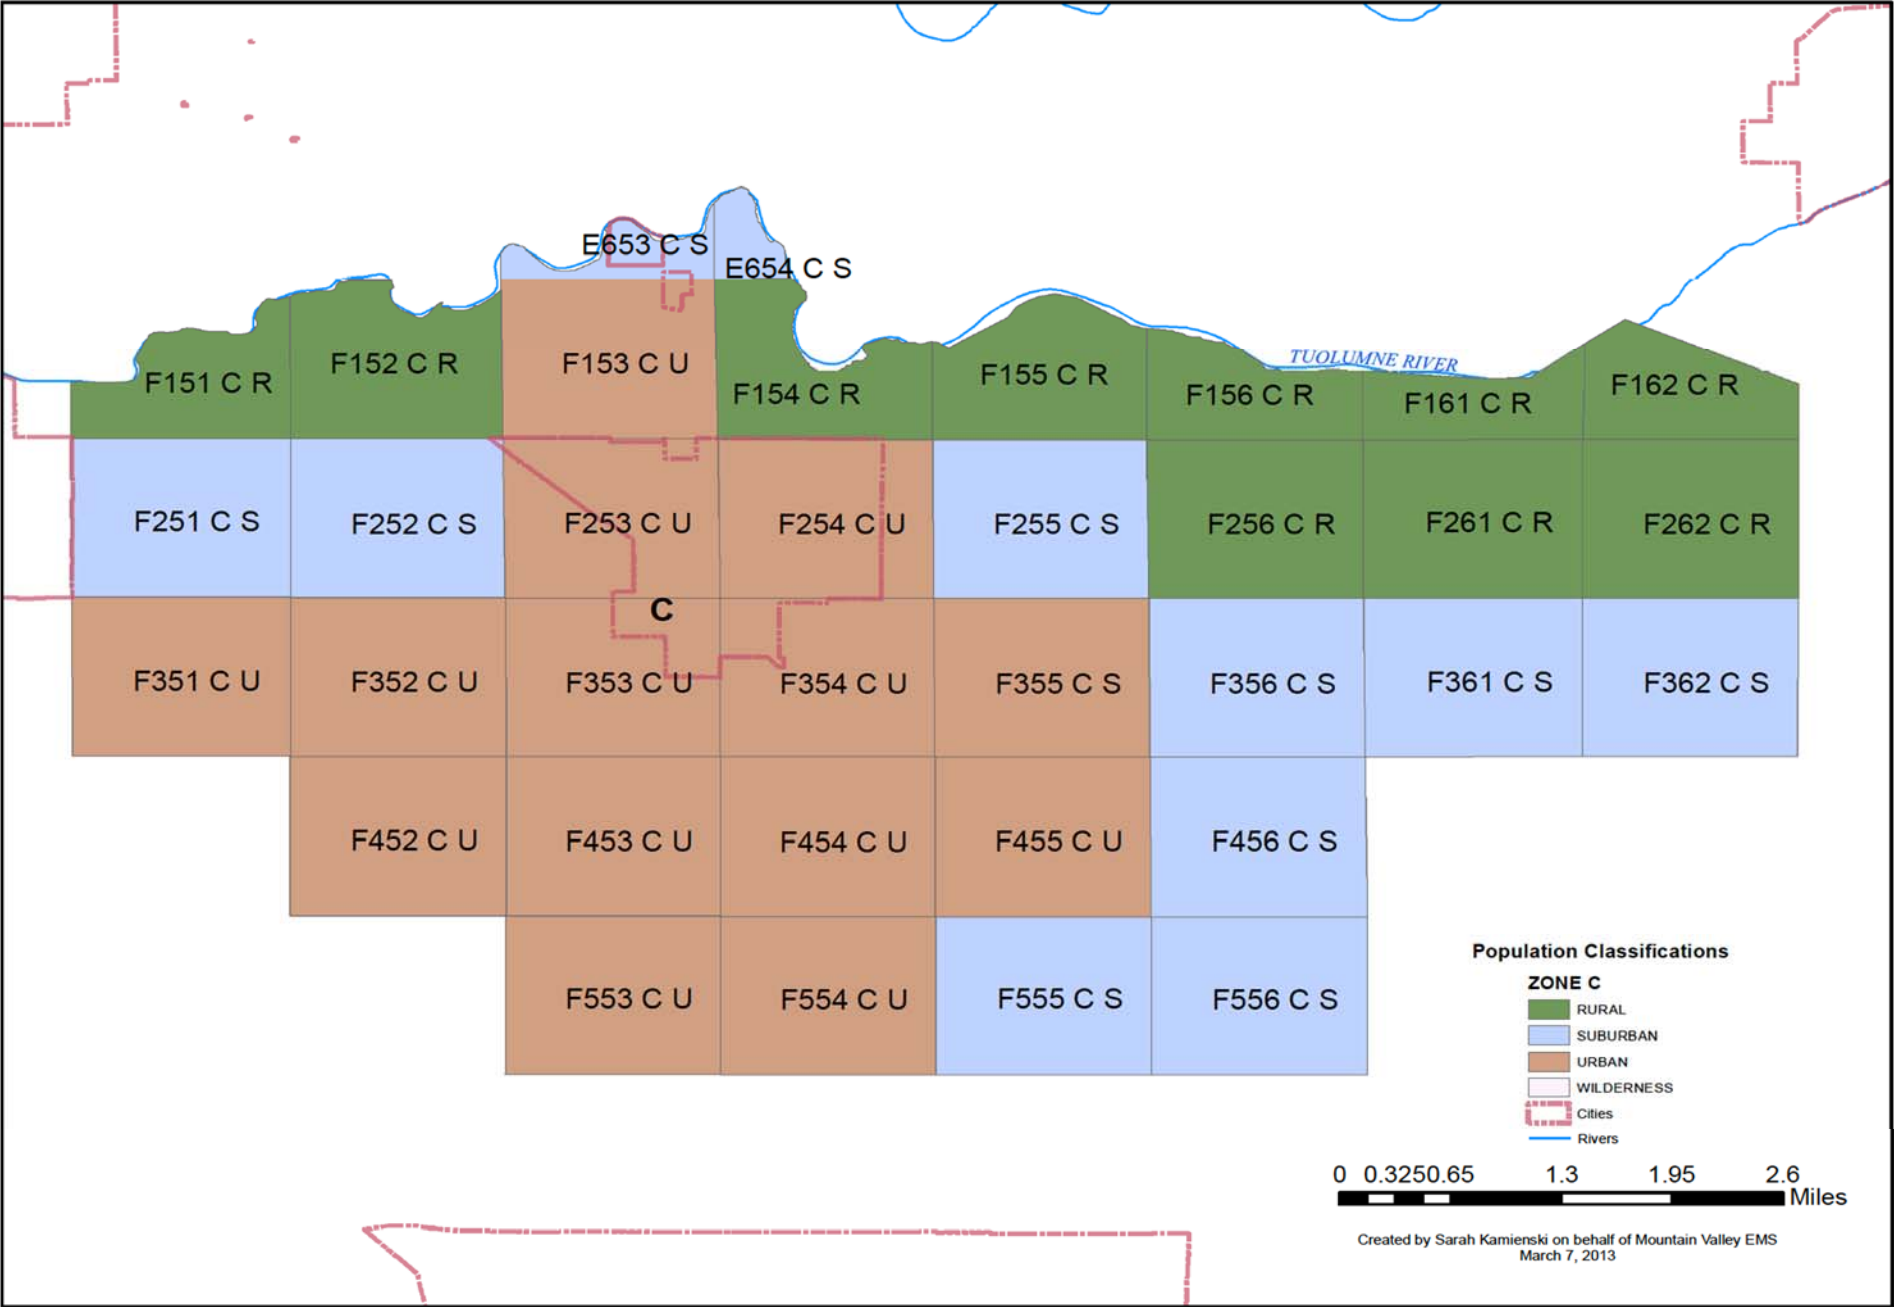 E653 C S
E654 C S
F151 C R
F152 C R
F153 C U
F154 C R
F155 C R
F156 C R
TUOLUMNE RIVER
F161 C R
F162 C R
F251 C S
F252 C S
F253 C U
F254 C U
F255 C S
F256 C R
F261 C R
F262 C R
C
F351 C U
F352 C U
F353 C U
F354 C U
F355 C S
F356 C S
F361 C S
F362 C S
F452 C U
F453 C U
F454 C U
F455 C U
F456 C S
F553 C U
F554 C U
F555 C S
F556 C S
Population Classifications
ZONE C
RURAL
SUBURBAN
URBAN
WILDERNESS
Cities
Rivers
0 0.3250.65 1.3 1.95 2.6
Miles
Created by Sarah Kamienski on behalf of Mountain Valley EMS
March 7, 2013